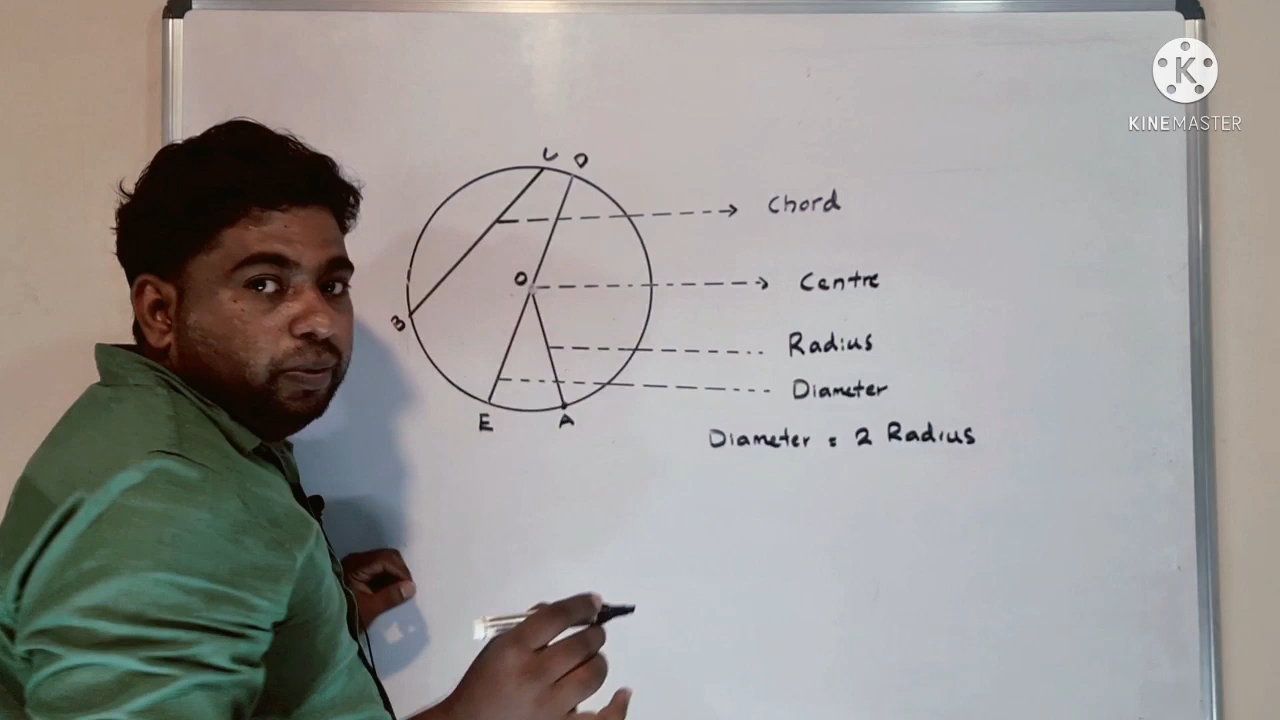 K
KINEMASTER
C D
Chord
O
Centre
B
Radius
Diameter
E A
Diameter = 2 Radius